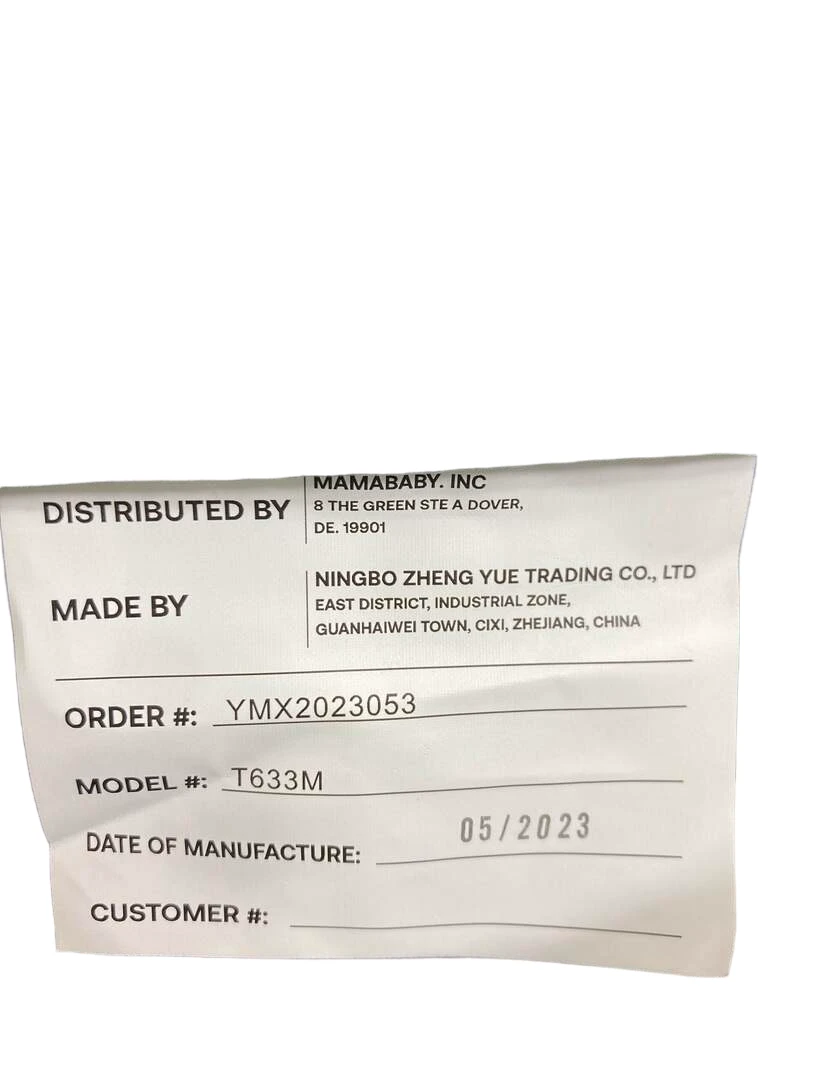 DISTRIBUTED BY
MAMABABY. INC
8 THE GREEN STE A DOVER,
DE. 19901
MADE BY
NINGBO ZHENG YUE TRADING CO., LTD
EAST DISTRICT, INDUSTRIAL ZONE,
GUANHAIWEI TOWN, CIXI, ZHEJIANG, CHINA
ORDER #: YMX2023053
MODEL #: T633M
DATE OF MANUFACTURE: 05/2023
CUSTOMER #: